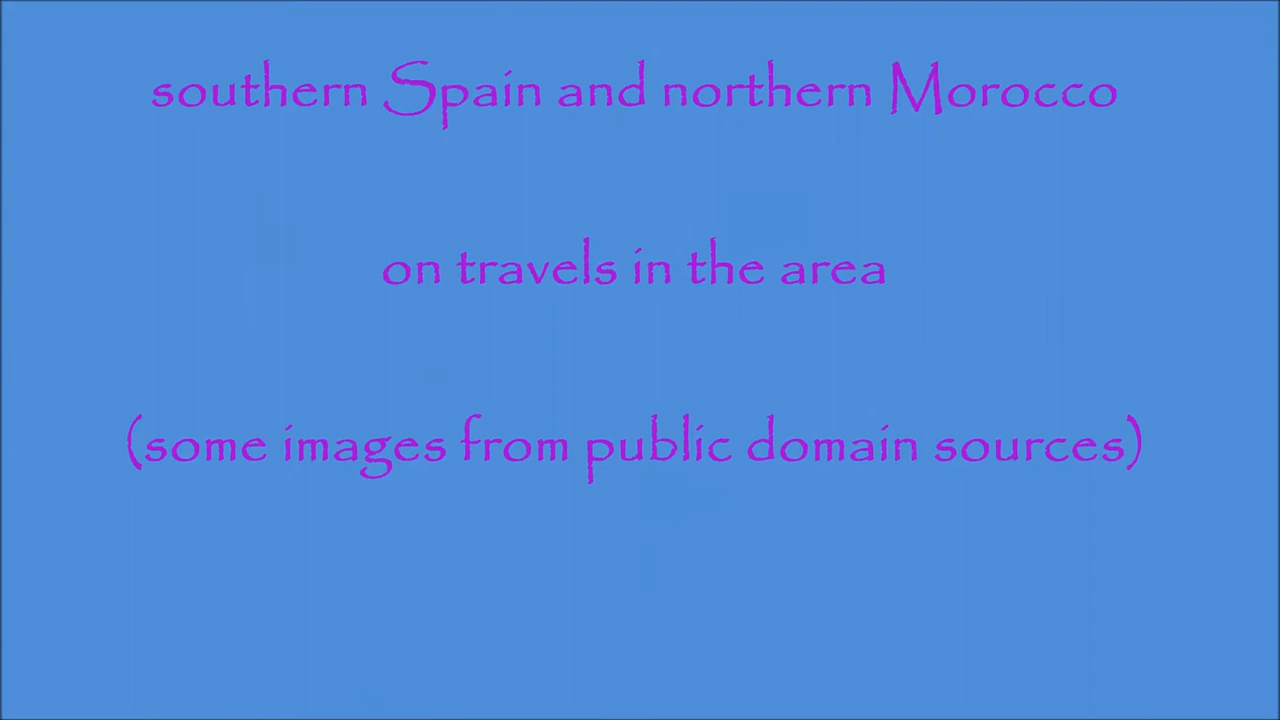 southern Spain and northern Morocco
on travels in the area
(some images from public domain sources)